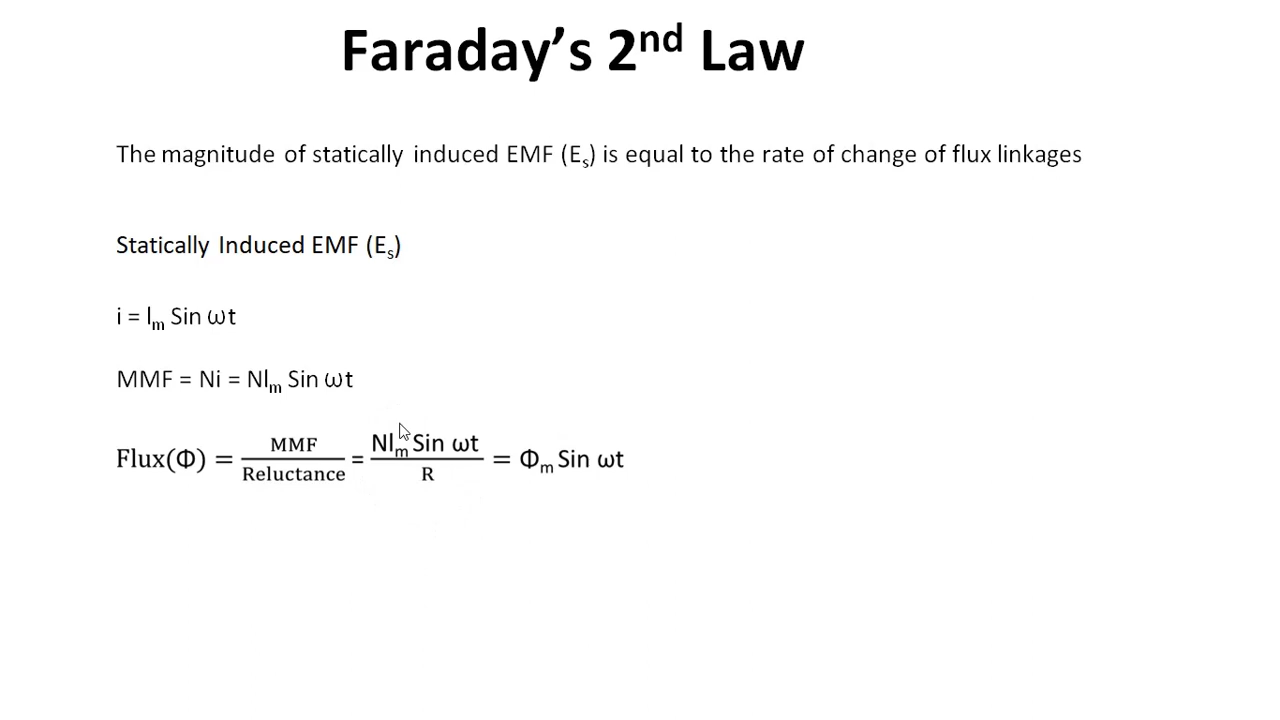 Faraday's 2nd Law
The magnitude of statically induced EMF (Es) is equal to the rate of change of flux linkages
Statically Induced EMF (Es)
i = Im Sin ωt
MMF = Ni = NIm Sin ωt
Flux(Φ) = MMF/Reluctance = NIm Sin ωt/R = Φm Sin ωt